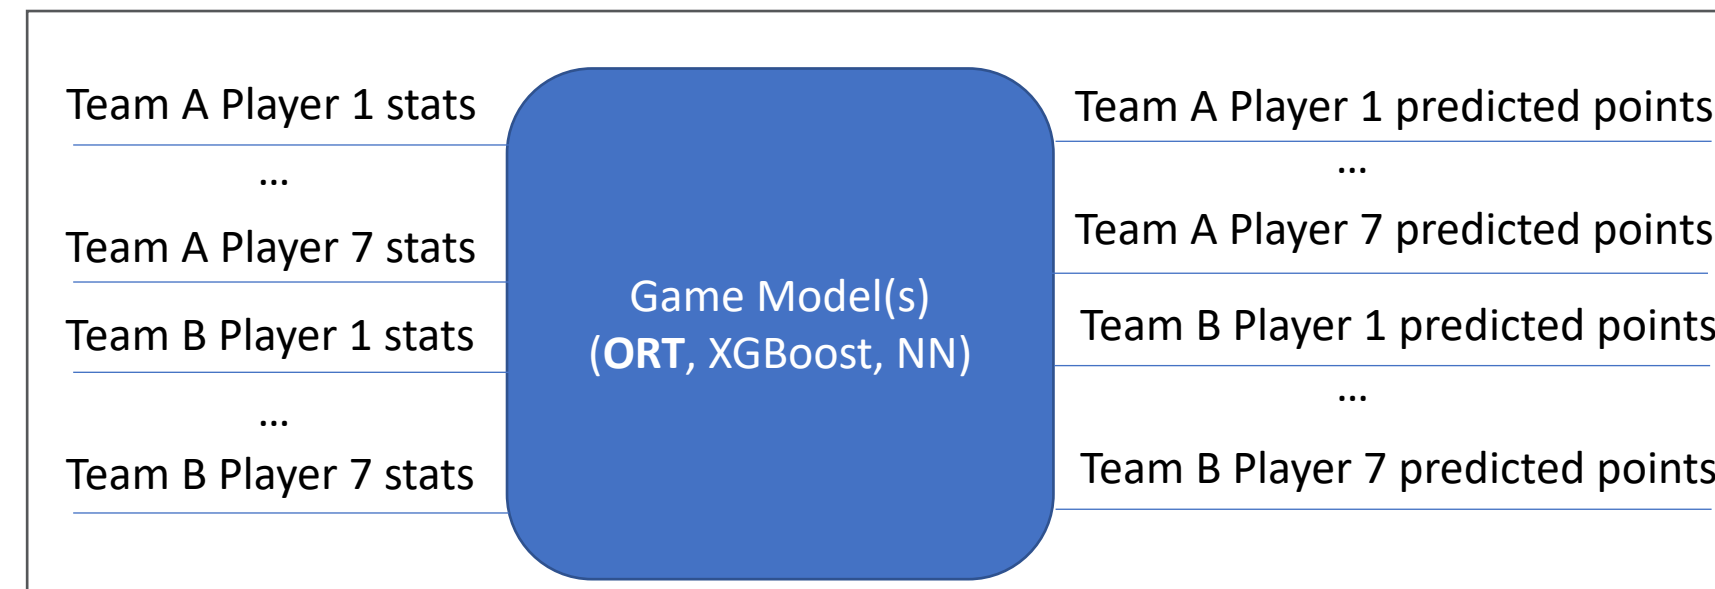 Team A Player 1 stats
...
Team A Player 7 stats
Team B Player 1 stats
...
Team B Player 7 stats
Game Model(s)
(ORT, XGBoost, NN)
Team A Player 1 predicted points
...
Team A Player 7 predicted points
Team B Player 1 predicted points
...
Team B Player 7 predicted points